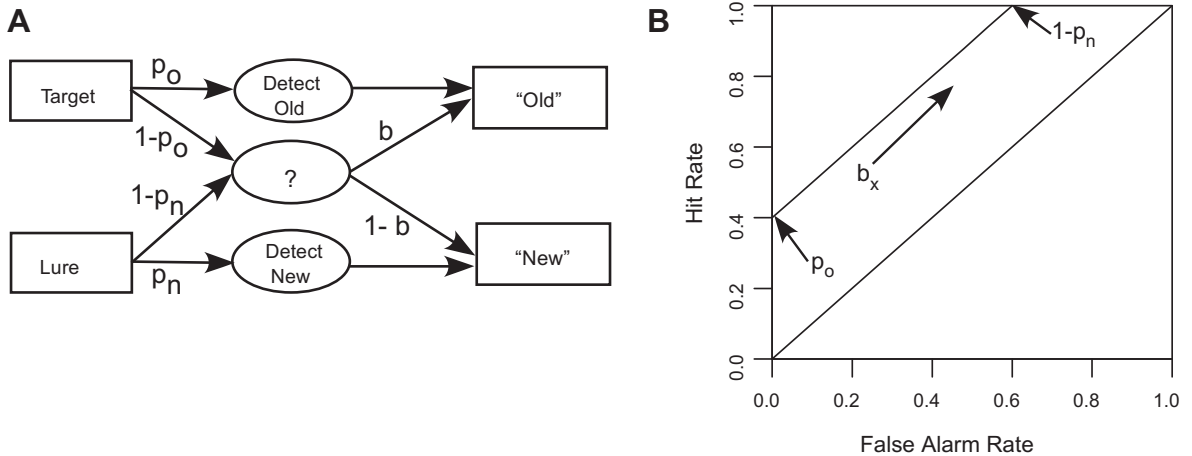 A
Target
Lure
p_o
1-p_o
1-p_n
p_n
Detect
Old
?
Detect
New
b
1- b
“Old”
“New”
B
Hit Rate
1.0
0.8
0.6
0.4
0.2
0.0
1-p_n
b_x
p_o
0.0 0.2 0.4 0.6 0.8 1.0
False Alarm Rate